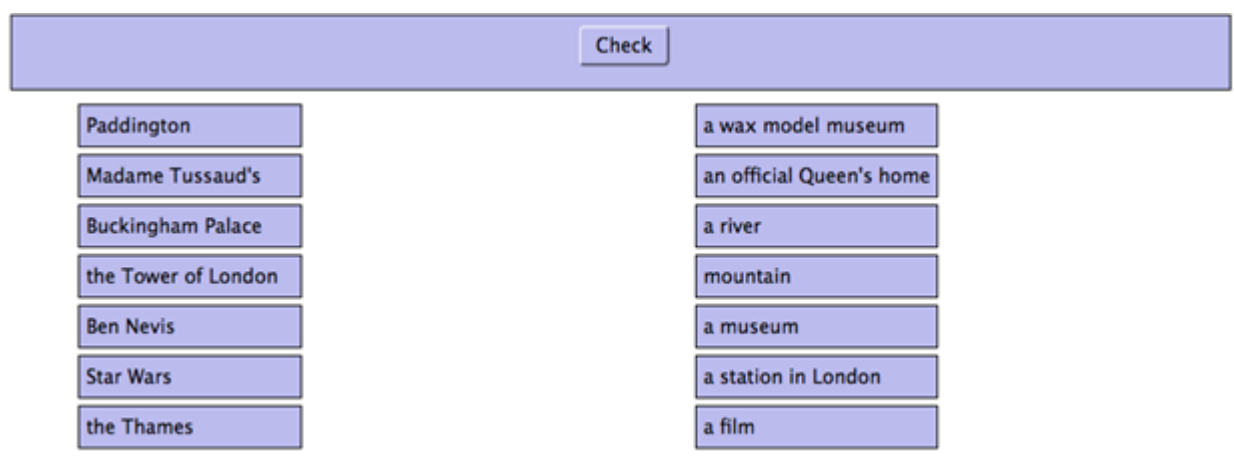 Check
Paddington
a wax model museum
Madame Tussaud's
an official Queen's home
Buckingham Palace
a river
the Tower of London
mountain
Ben Nevis
a museum
Star Wars
a station in London
the Thames
a film